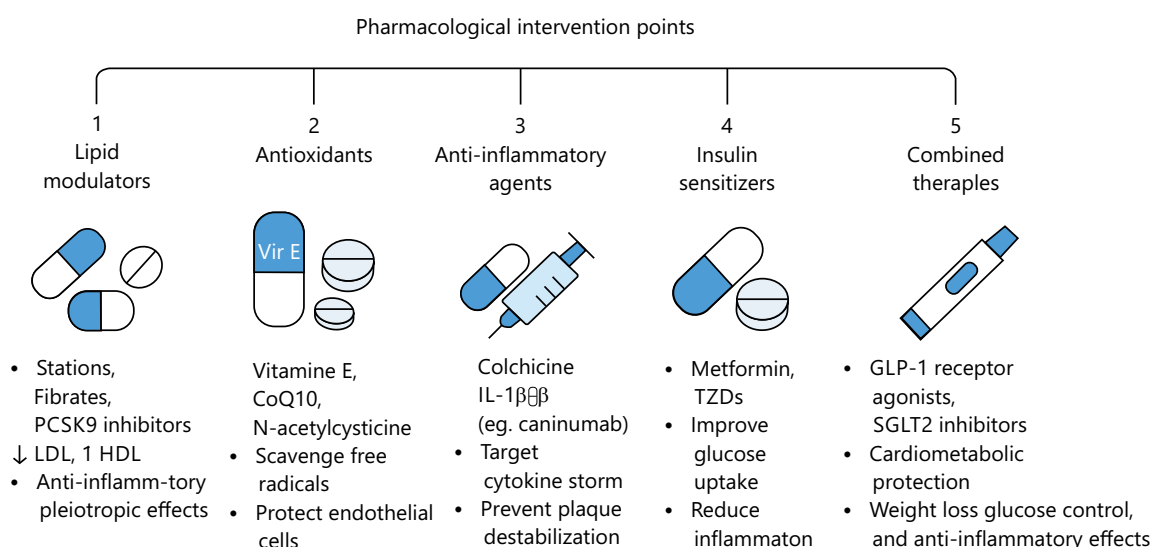 Pharmacological intervention points
1
Lipid
modulators
2
Antioxidants
3
Anti-inflammatory
agents
4
Insulin
sensitizers
5
Combined
theraples
Vir E
• Stations,
Fibrates,
PCSK9 inhibitors
↓ LDL, 1 HDL
• Anti-inflamm-tory
pleiotropic effects
Vitamine E,
CoQ10,
N-acetylcysticine
• Scavenge free
radicals
• Protect endothelial
cells
Colchicine
IL-1β
(eg. caninumab)
• Target
cytokine storm
• Prevent plaque
destabilization
• Metformin,
TZDs
• Improve
glucose
uptake
• Reduce
inflammaton
• GLP-1 receptor
agonists,
SGLT2 inhibitors
• Cardiometabolic
protection
• Weight loss glucose control,
and anti-inflammatory effects